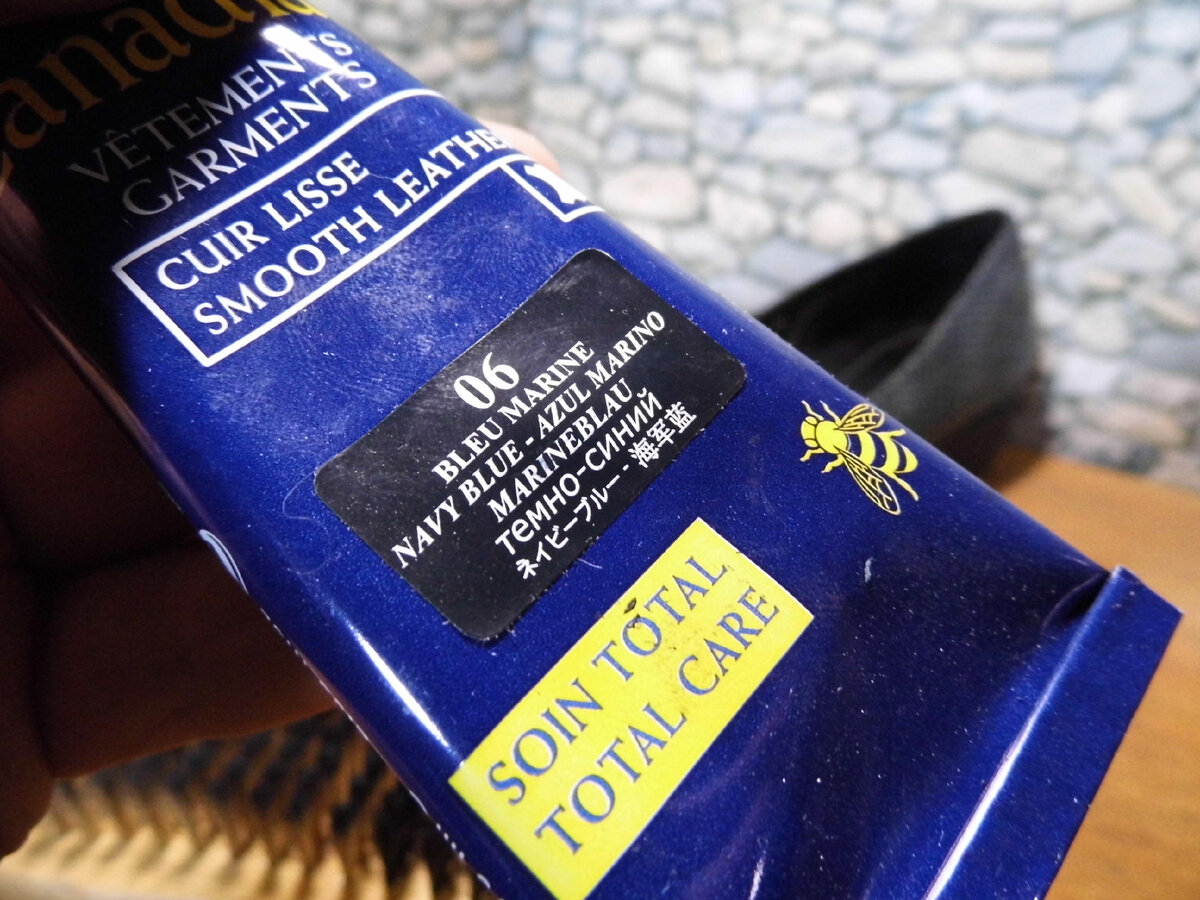 VÊTEMENTS
GARMENTS
CUIR LISSE
SMOOTH LEATHE
06
BLEU MARINE
NAVY BLUE - AZUL MARINO
MARINEBLAU
темно-синий
ネイビーブルー - 海军蓝
SOIN TOTAL
TOTAL CARE